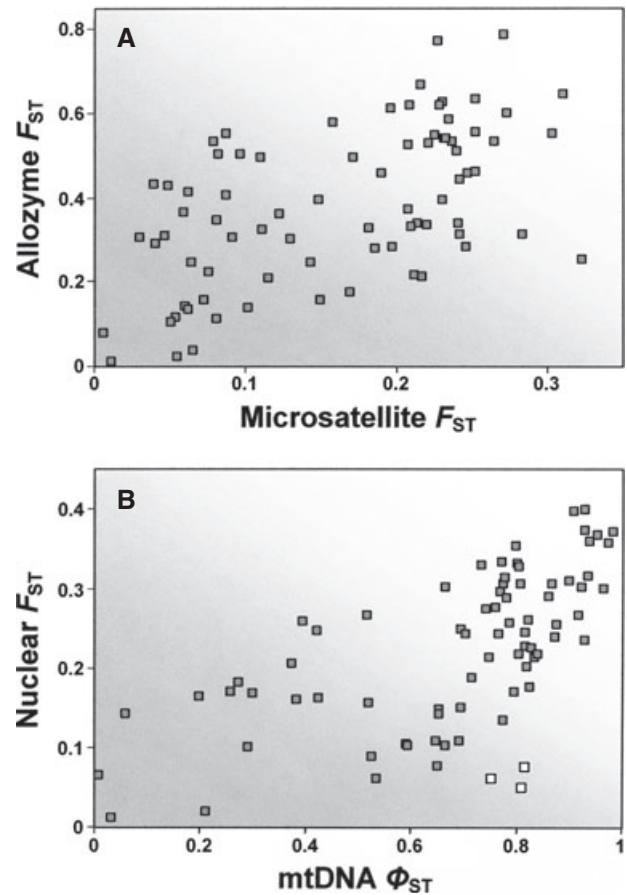 A
Allozyme FST
0.8
0.6
0.4
0.2
0
0 0.1 0.2 0.3
Microsatellite FST
B
Nuclear FST
0.4
0.3
0.2
0.1
0
0 0.2 0.4 0.6 0.8 1
mtDNA ΦST